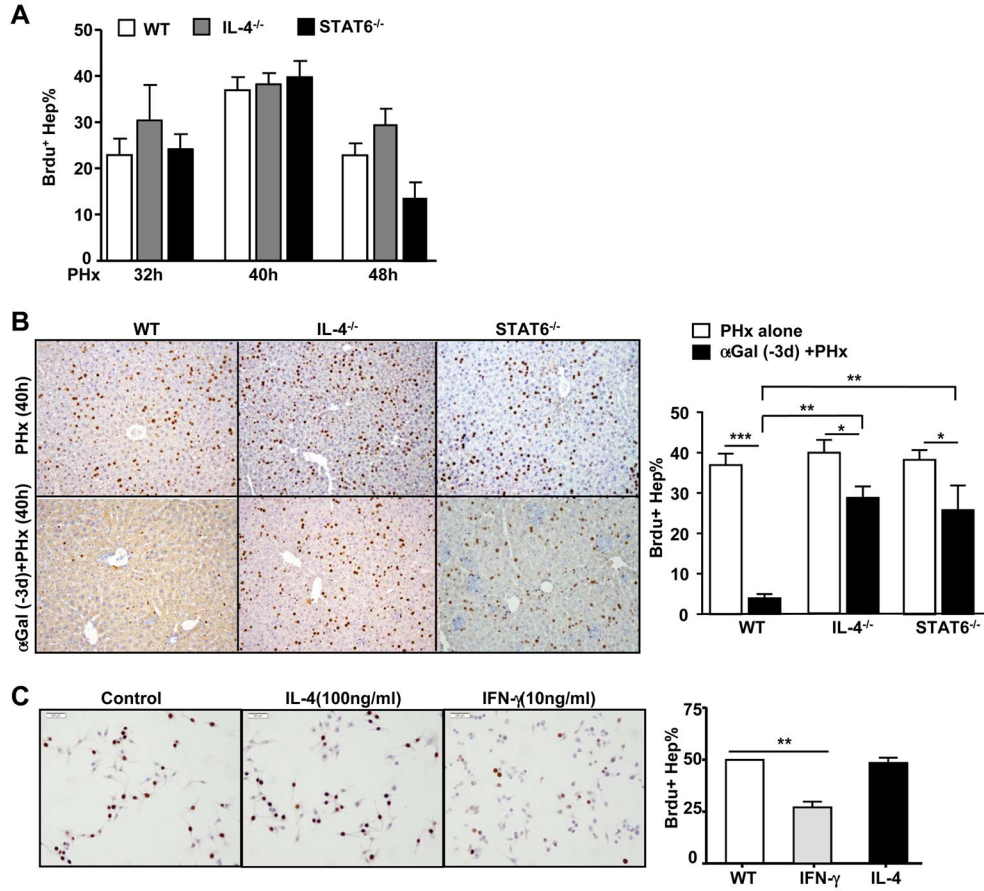 A
WT IL-4-/- STAT6-/-
Brdu+ Hep%
50
40
30
20
10
0
PHx 32h 40h 48h
B
WT IL-4-/- STAT6-/-
PHx (40h)
αGal (-3d)+PHx (40h)
PHx alone
αGal (-3d) +PHx
**
**
*** * *
Brdu+ Hep%
50
40
30
20
10
0
WT IL-4-/- STAT6-/-
C
Control IL-4(100ng/ml) IFN-γ(10ng/ml)
Brdu+ Hep%
75
50
25
0
**
WT IFN-γ IL-4